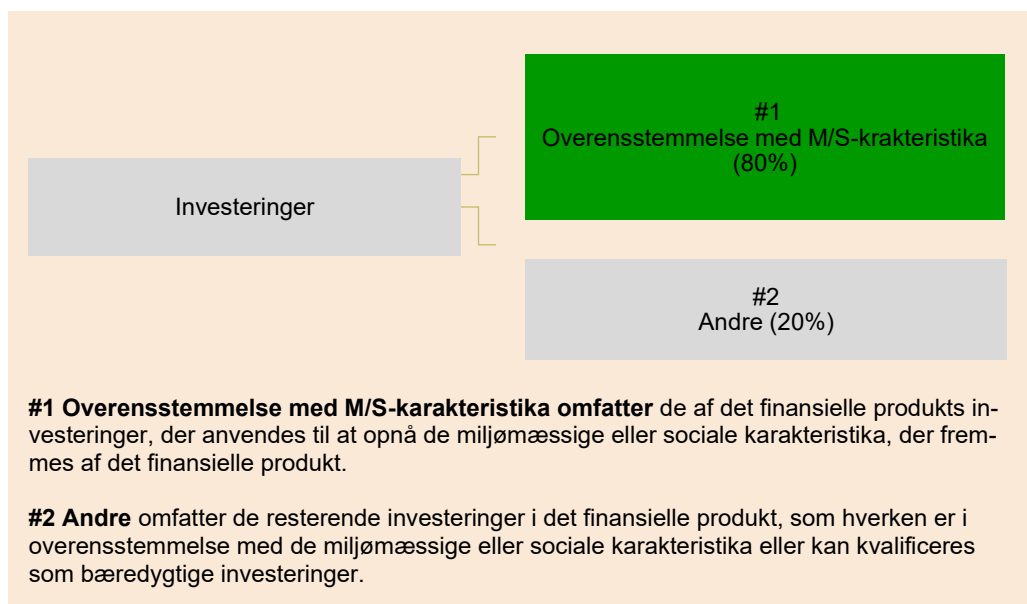 #1
Overensstemmelse med M/S-krakteristika
(80%)
Investeringer
#2
Andre (20%)
#1 Overensstemmelse med M/S-karakteristika omfatter de af det finansielle produkts in-
vesteringer, der anvendes til at opnå de miljømæssige eller sociale karakteristika, der frem-
mes af det finansielle produkt.
#2 Andre omfatter de resterende investeringer i det finansielle produkt, som hverken er i
overensstemmelse med de miljømæssige eller sociale karakteristika eller kan kvalificeres
som bæredygtige investeringer.